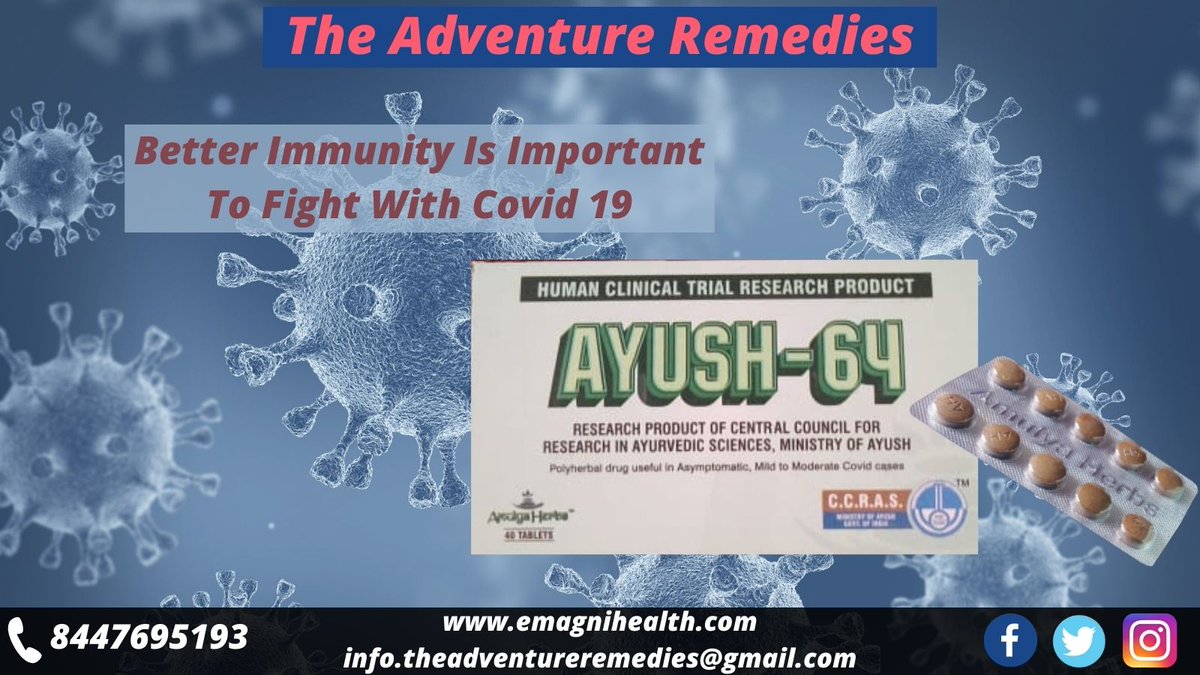 The Adventure Remedies
Better Immunity Is Important
To Fight With Covid 19
HUMAN CLINICAL TRIAL RESEARCH PRODUCT
AYUSH-64
RESEARCH PRODUCT OF CENTRAL COUNCIL FOR
RESEARCH IN AYURVEDIC SCIENCES, MINISTRY OF AYUSH
Polyherbal drug useful in Asymptomatic, Mild to Moderate Covid cases
Amulya Herbs™
40 TABLETS
C.C.R.A.S.
MINISTRY OF AYUSH
GOVT. OF INDIA
TM
Amulya Herbs
8447695193
www.emagnihealth.com
info.theadventureremedies@gmail.com